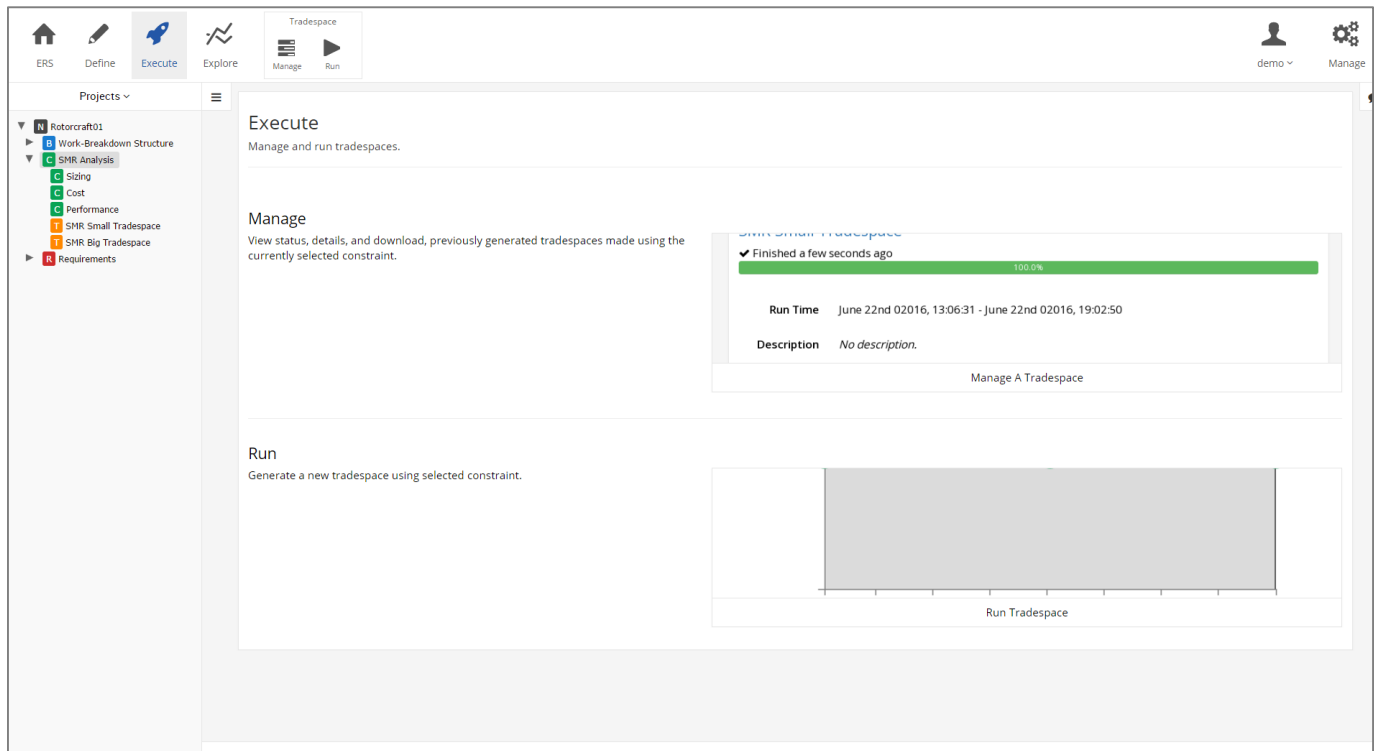 Tradespace
ERS Define Execute Explore Manage Run demo Manage
Projects
N Rotorcraft01
B Work-Breakdown Structure
C SMR Analysis
C Sizing
C Cost
C Performance
T SMR Small Tradespace
T SMR Big Tradespace
R Requirements
Execute
Manage and run tradespaces.
Manage
View status, details, and download, previously generated tradespaces made using the
currently selected constraint.
SMR Small Tradespace
Finished a few seconds ago
100.0%
Run Time June 22nd 02016, 13:06:31 - June 22nd 02016, 19:02:50
Description No description.
Manage A Tradespace
Run
Generate a new tradespace using selected constraint.
Run Tradespace